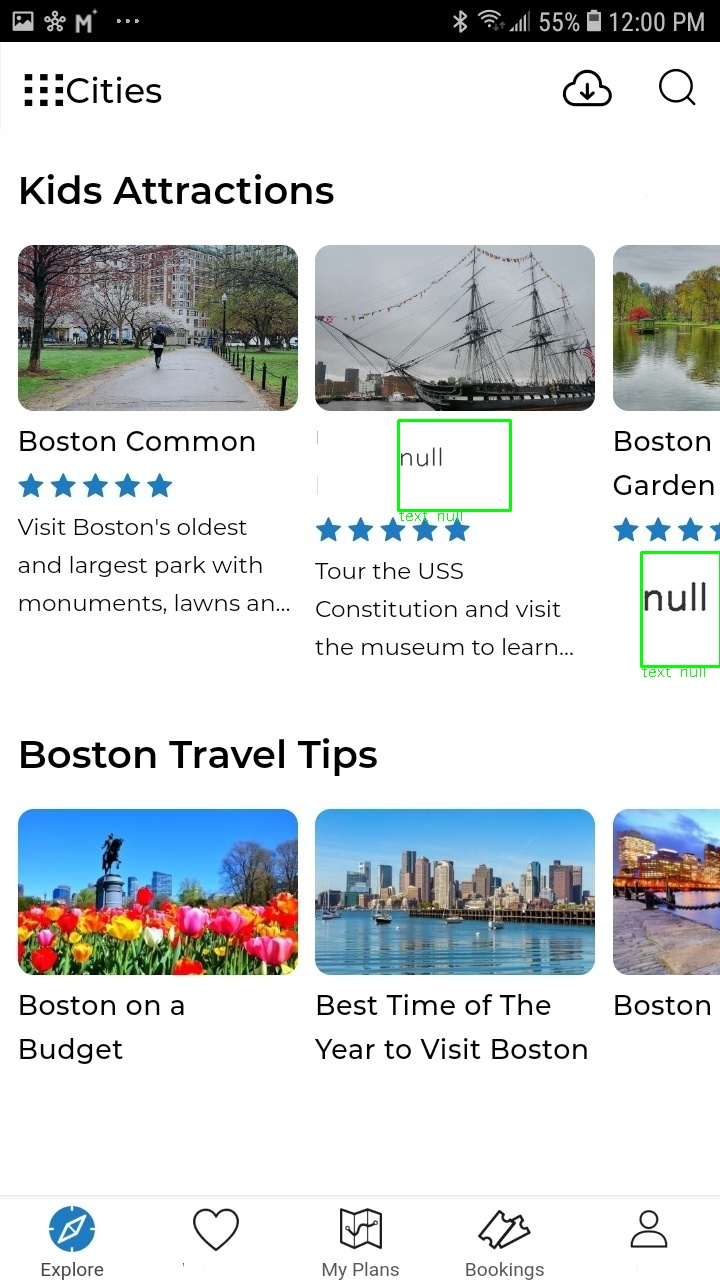 55% 12:00 PM
Cities
Kids Attractions
Boston Common
Visit Boston's oldest
and largest park with
monuments, lawns an...
null
text null
Tour the USS
Constitution and visit
the museum to learn...
Boston
Garden
null
text null
Boston Travel Tips
Boston on a
Budget
Best Time of The
Year to Visit Boston
Boston
Explore
My Plans
Bookings